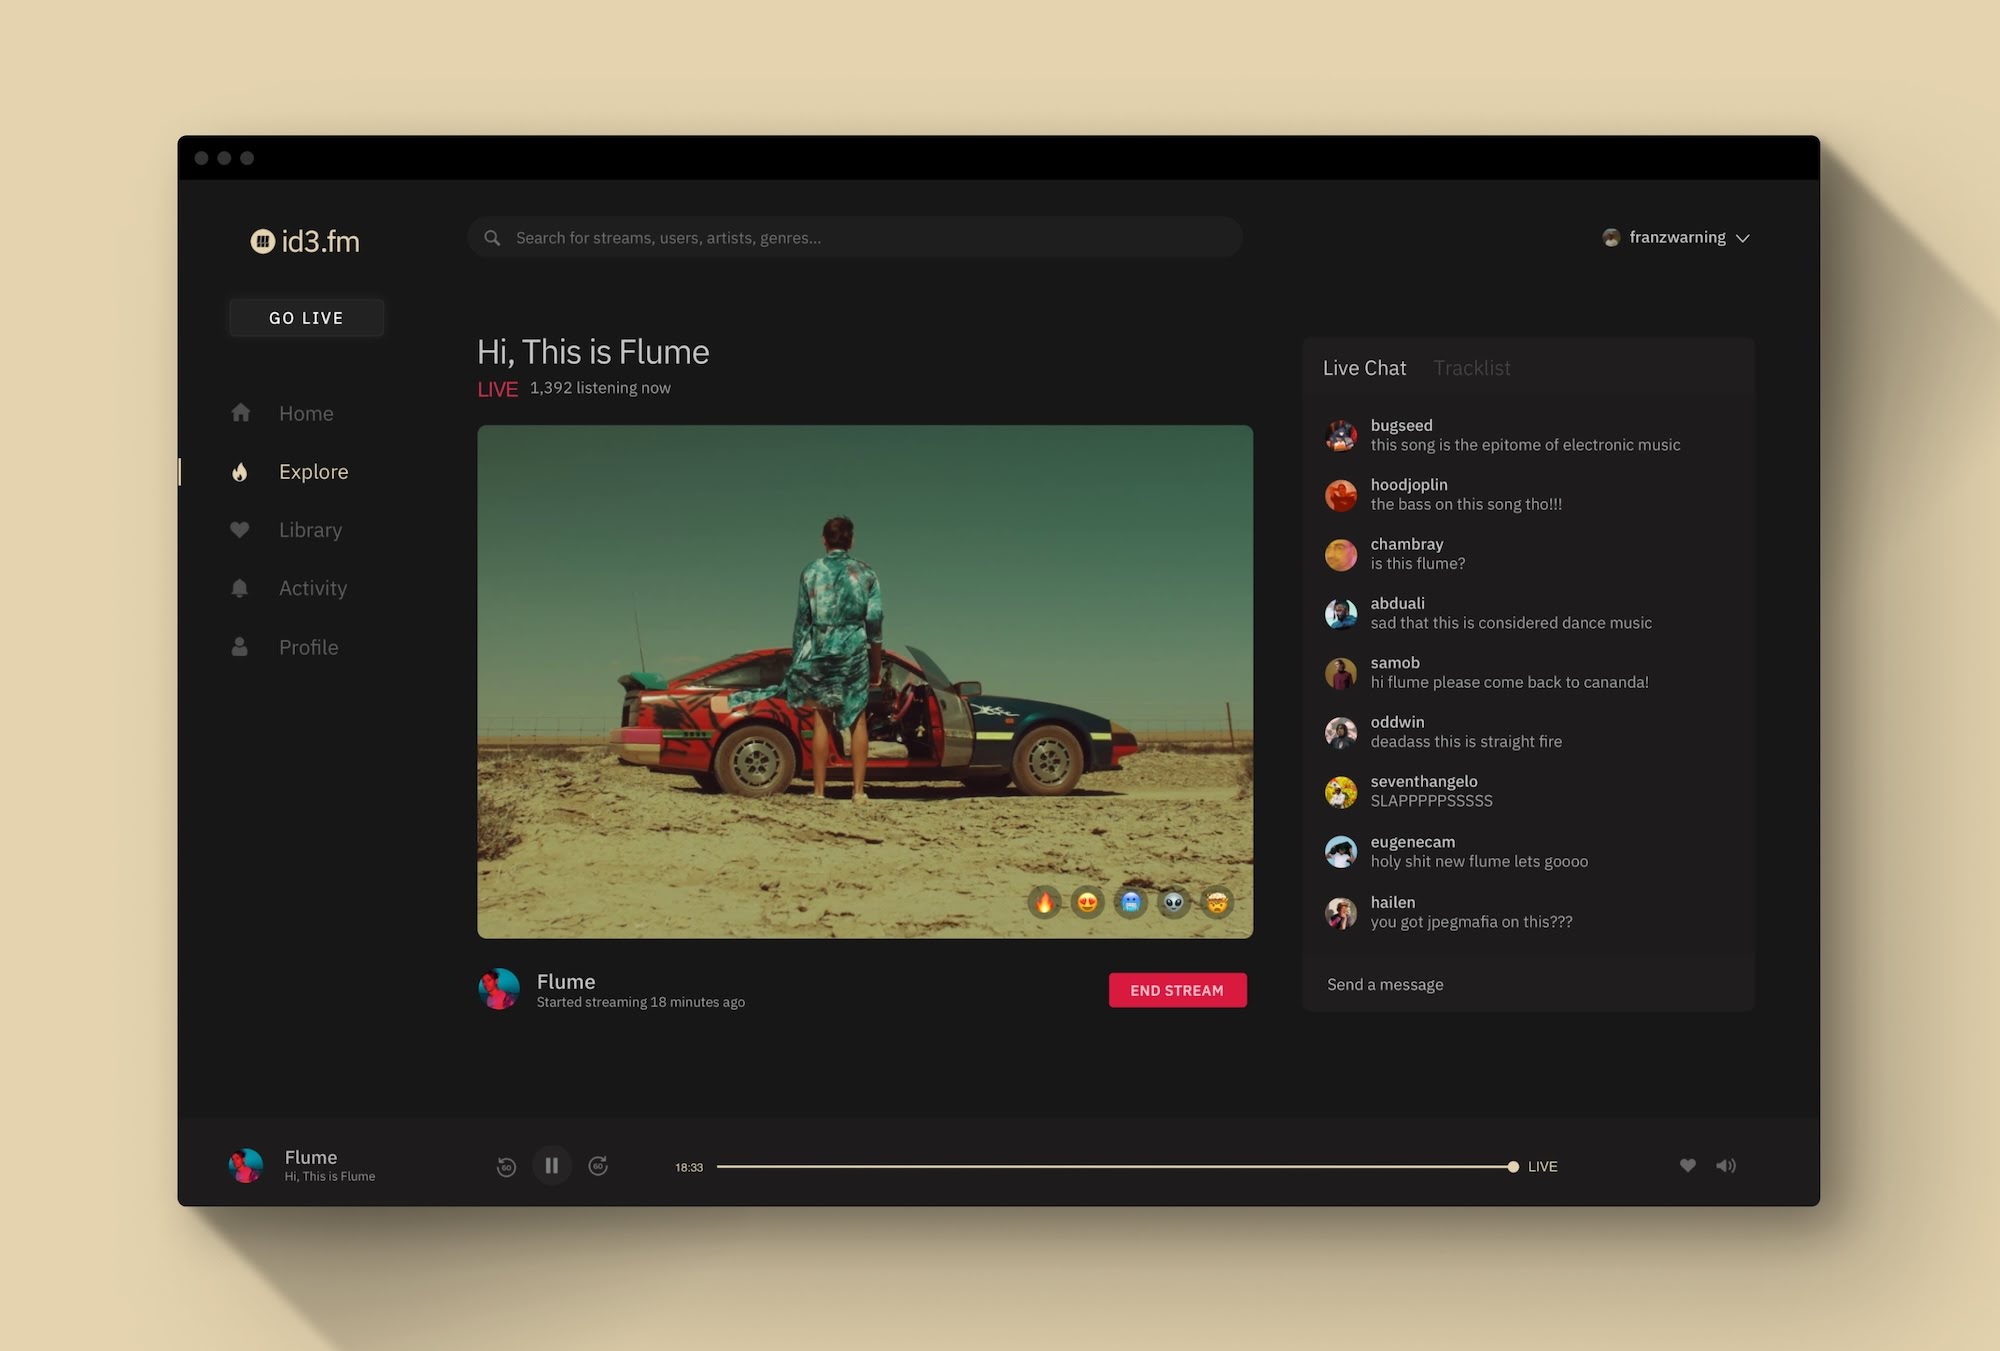 id3.fm
Search for streams, users, artists, genres...
franzwarning
GO LIVE
Home
Explore
Library
Activity
Profile
Hi, This is Flume
LIVE 1,392 listening now
Flume
Started streaming 18 minutes ago
END STREAM
Live Chat Tracklist
bugseed
this song is the epitome of electronic music
hoodjoplin
the bass on this song tho!!!
chambray
is this flume?
abduali
sad that this is considered dance music
samob
hi flume please come back to cananda!
oddwin
deadass this is straight fire
seventhangelo
SLAPPPPPSSSSS
eugenecam
holy shit new flume lets goooo
hailen
you got jpegmafia on this???
Send a message
Flume
Hi, This is Flume
60
60
18:33
LIVE